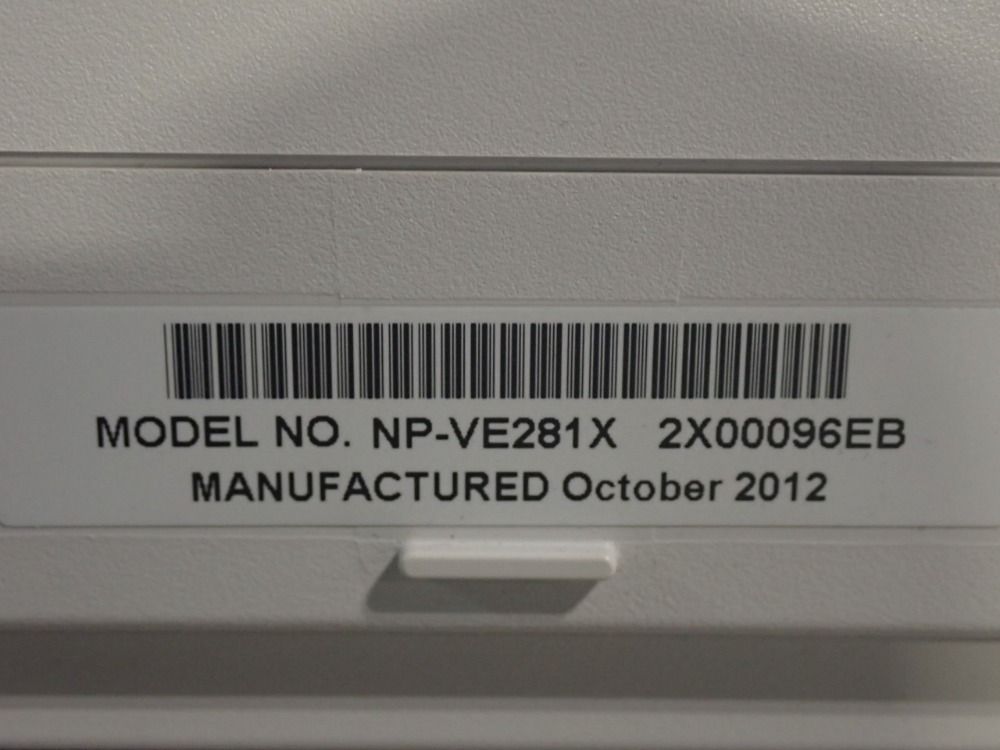 MODEL NO. NP-VE281X 2X00096EB
MANUFACTURED October 2012